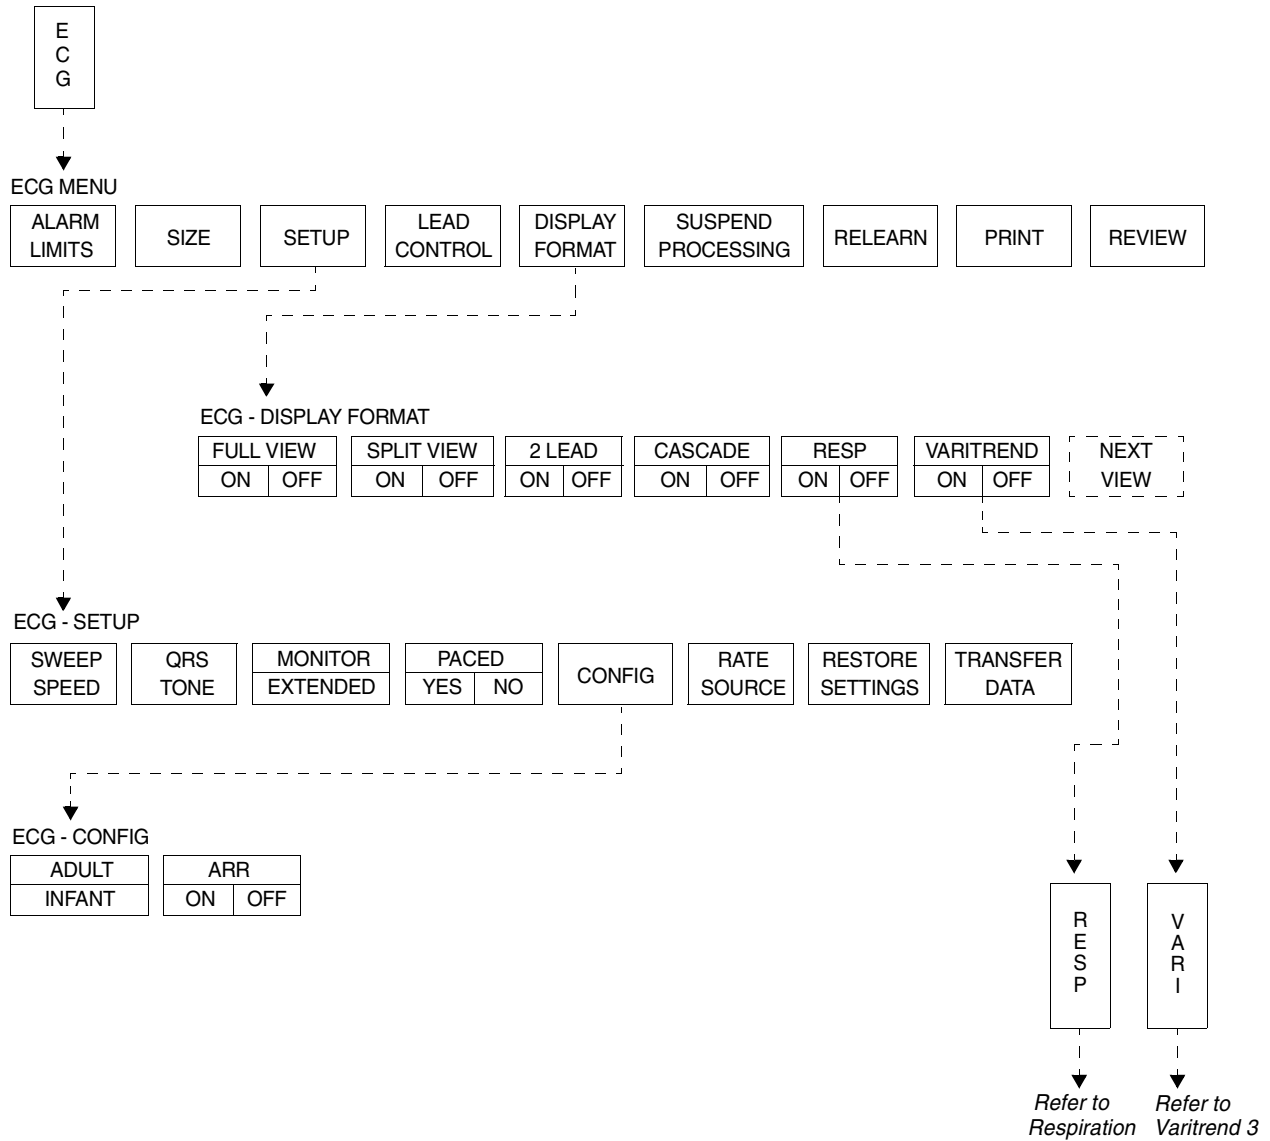 E
C
G
ECG MENU
ALARM
LIMITS
SIZE
SETUP
LEAD
CONTROL
DISPLAY
FORMAT
SUSPEND
PROCESSING
RELEARN
PRINT
REVIEW
ECG - DISPLAY FORMAT
FULL VIEW
ON OFF
SPLIT VIEW
ON OFF
2 LEAD
ON OFF
CASCADE
ON OFF
RESP
ON OFF
VARITREND
ON OFF
NEXT
VIEW
ECG - SETUP
SWEEP
SPEED
QRS
TONE
MONITOR
EXTENDED
PACED
YES NO
CONFIG
RATE
SOURCE
RESTORE
SETTINGS
TRANSFER
DATA
ECG - CONFIG
ADULT
INFANT
ARR
ON OFF
R
E
S
P
V
A
R
I
Refer to
Respiration
Refer to
Varitrend 3